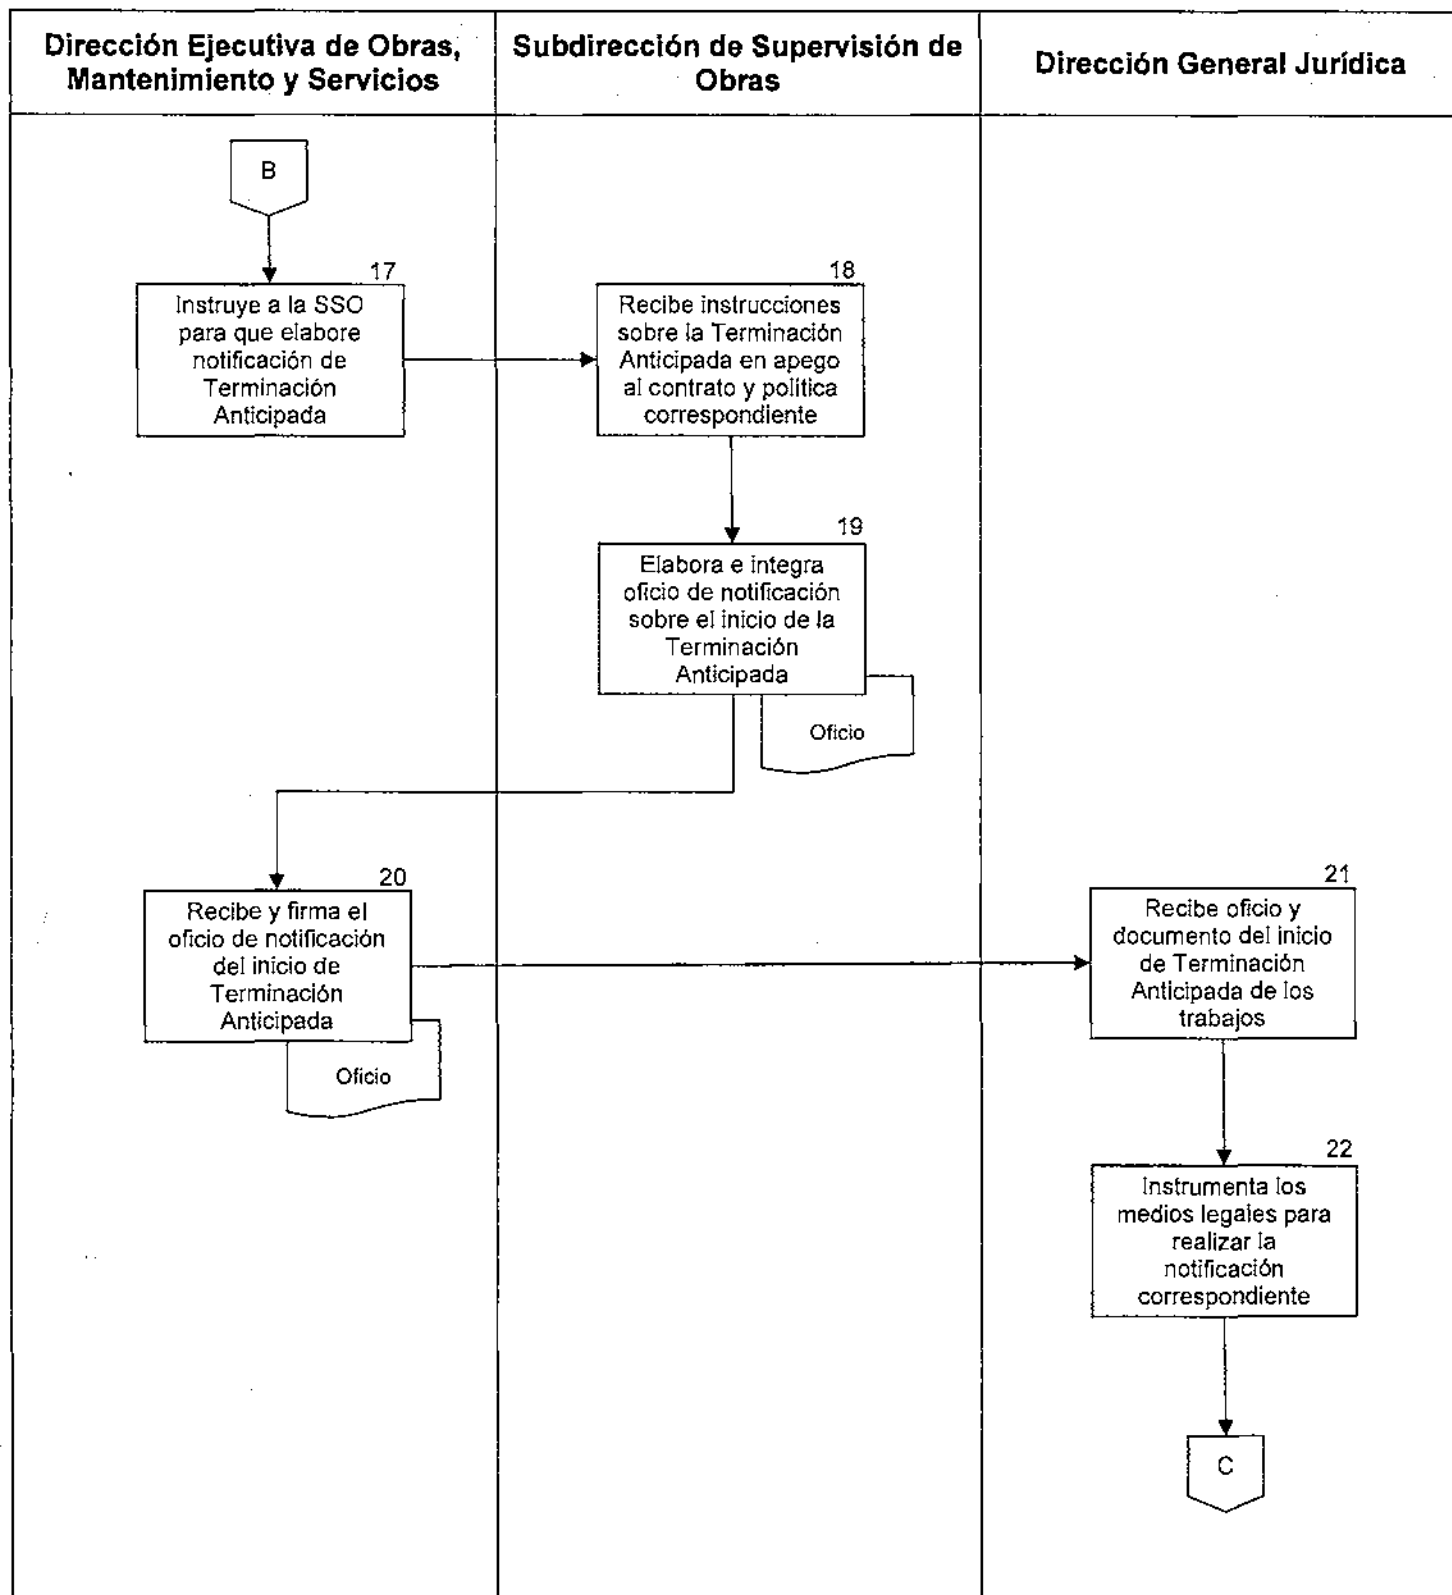 Dirección Ejecutiva de Obras,
Mantenimiento y Servicios
Subdirección de Supervisión de
Obras
Dirección General Jurídica
B
17
Instruye a la SSO
para que elabore
notificación de
Terminación
Anticipada
18
Recibe instrucciones
sobre la Terminación
Anticipada en apego
al contrato y política
correspondiente
19
Elabora e integra
oficio de notificación
sobre el inicio de la
Terminación
Anticipada
Oficio
20
Recibe y firma el
oficio de notificación
del inicio de
Terminación
Anticipada
Oficio
21
Recibe oficio y
documento del inicio
de Terminación
Anticipada de los
trabajos
22
Instrumenta los
medios legales para
realizar la
notificación
correspondiente
C